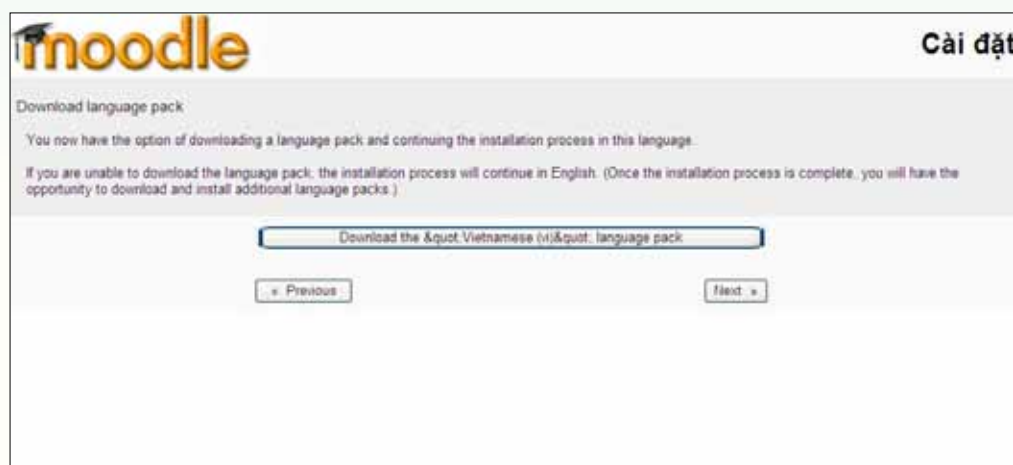 moodle
Cài đặt
Download language pack
You now have the option of downloading a language pack and continuing the installation process in this language.
If you are unable to download the language pack, the installation process will continue in English. (Once the installation process is complete, you will have the
opportunity to download and install additional language packs.)
Download the &quot;Vietnamese (vi)&quot; language pack
« Previous
Next »